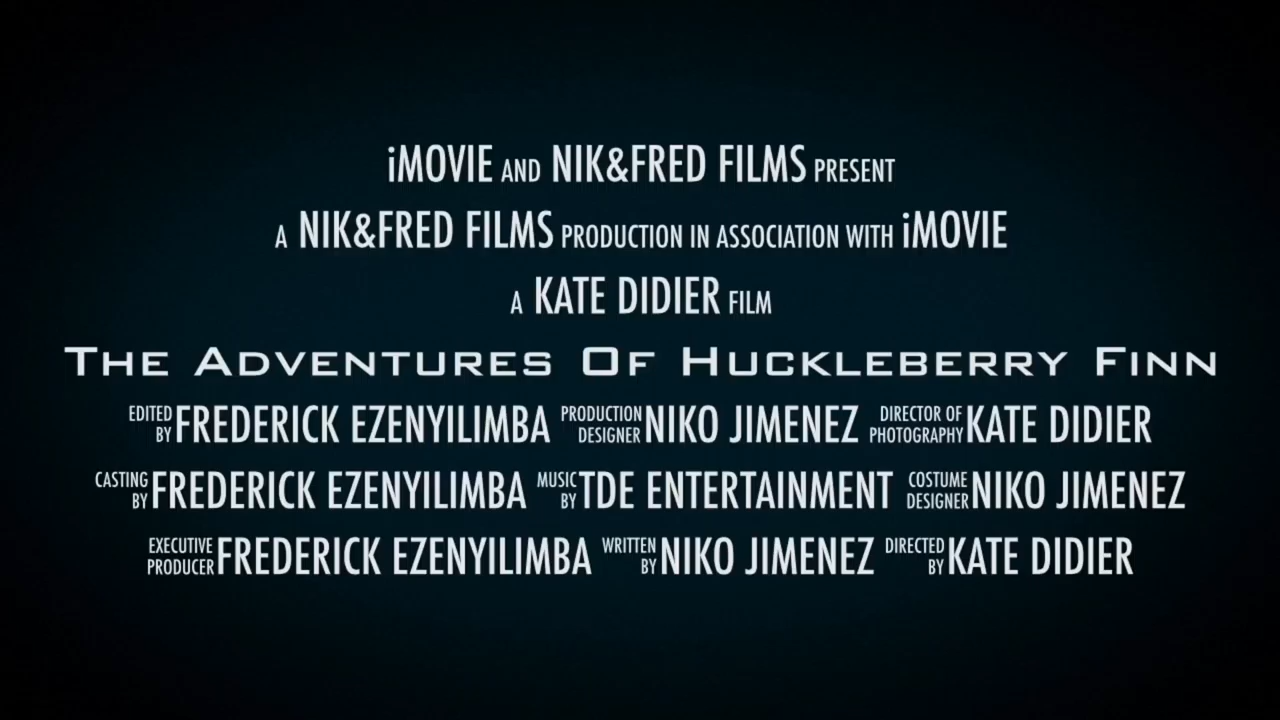 iMOVIE AND NIK&FRED FILMS PRESENT
A NIK&FRED FILMS PRODUCTION IN ASSOCIATION WITH iMOVIE
A KATE DIDIER FILM
THE ADVENTURES OF HUCKLEBERRY FINN
EDITED BY FREDERICK EZENYILIMBA PRODUCTION DESIGNER NIKO JIMENEZ DIRECTOR OF PHOTOGRAPHY KATE DIDIER
CASTING BY FREDERICK EZENYILIMBA MUSIC BY TDE ENTERTAINMENT COSTUME DESIGNER NIKO JIMENEZ
EXECUTIVE PRODUCER FREDERICK EZENYILIMBA WRITTEN BY NIKO JIMENEZ DIRECTED BY KATE DIDIER